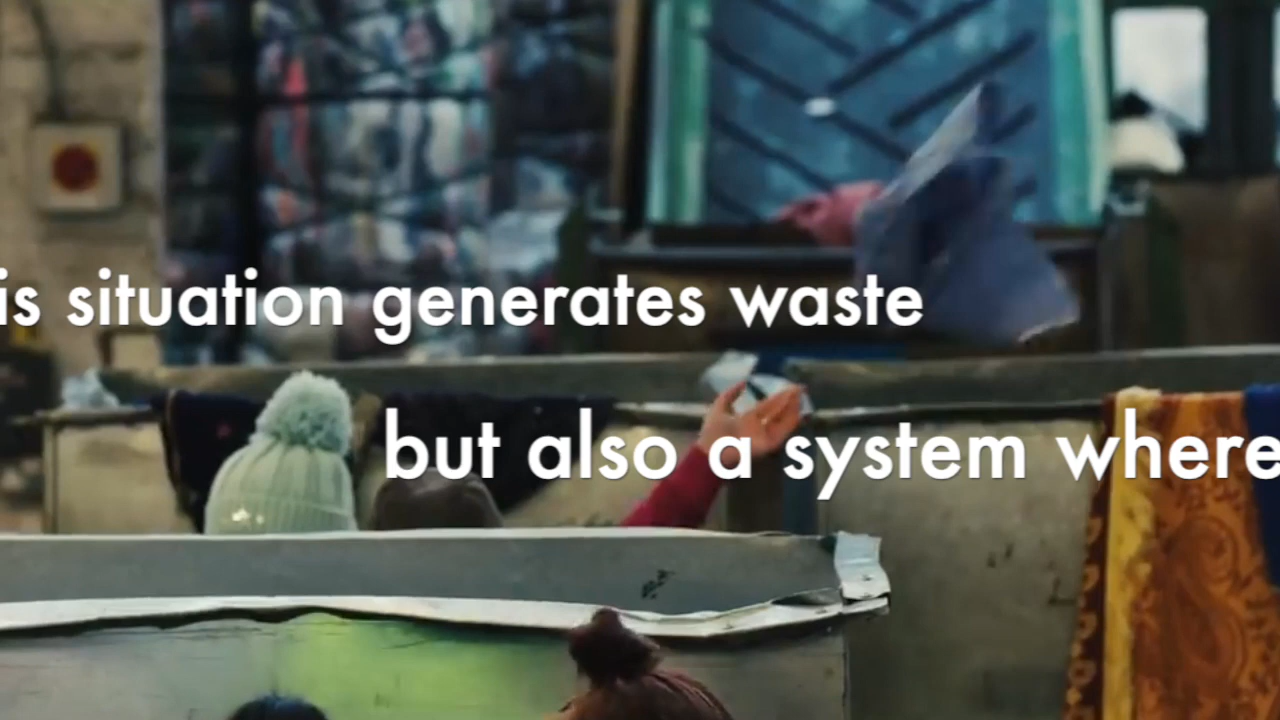 is situation generates waste
but also a system where